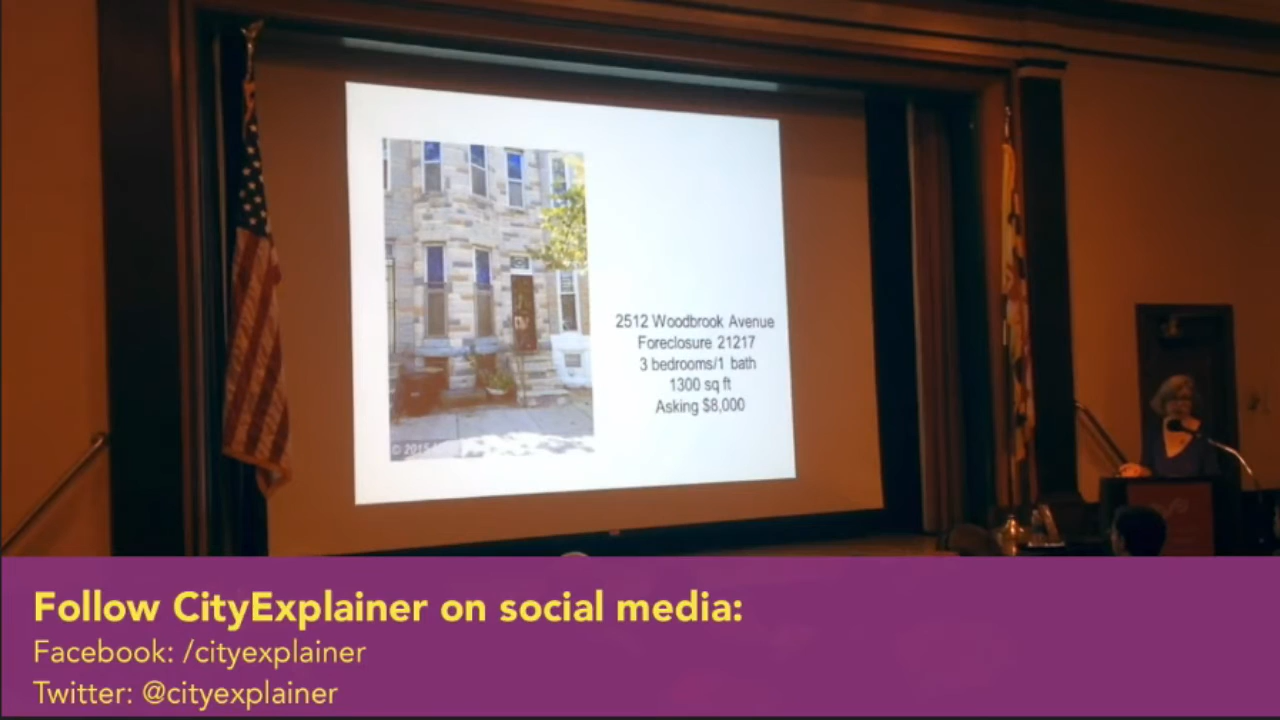 2512 Woodbrook Avenue
Foreclosure 21217
3 bedrooms/1 bath
1300 sq ft
Asking $8,000
© 2015
Follow CityExplainer on social media:
Facebook: /cityexplainer
Twitter: @cityexplainer